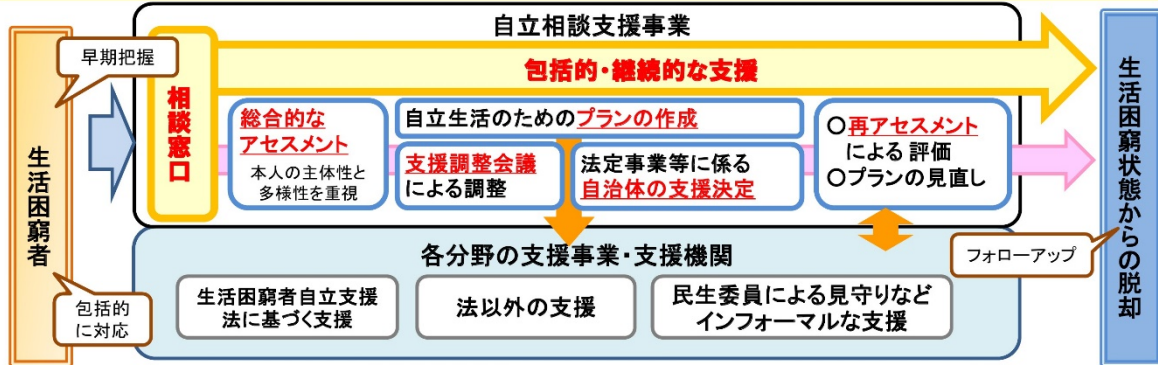 自立相談支援事業
早期把握
包括的・継続的な支援
生活困窮者
相談窓口
総合的な
アセスメント
本人の主体性と
多様性を重視
自立生活のためのプランの作成
支援調整会議
による調整
法定事業等に係る
自治体の支援決定
○再アセスメント
による 評価
○プランの見直し
生活困窮状態からの脱却
フォローアップ
包括的
に対応
各分野の支援事業・支援機関
生活困窮者自立支援
法に基づく支援
法以外の支援
民生委員による見守りなど
インフォーマルな支援